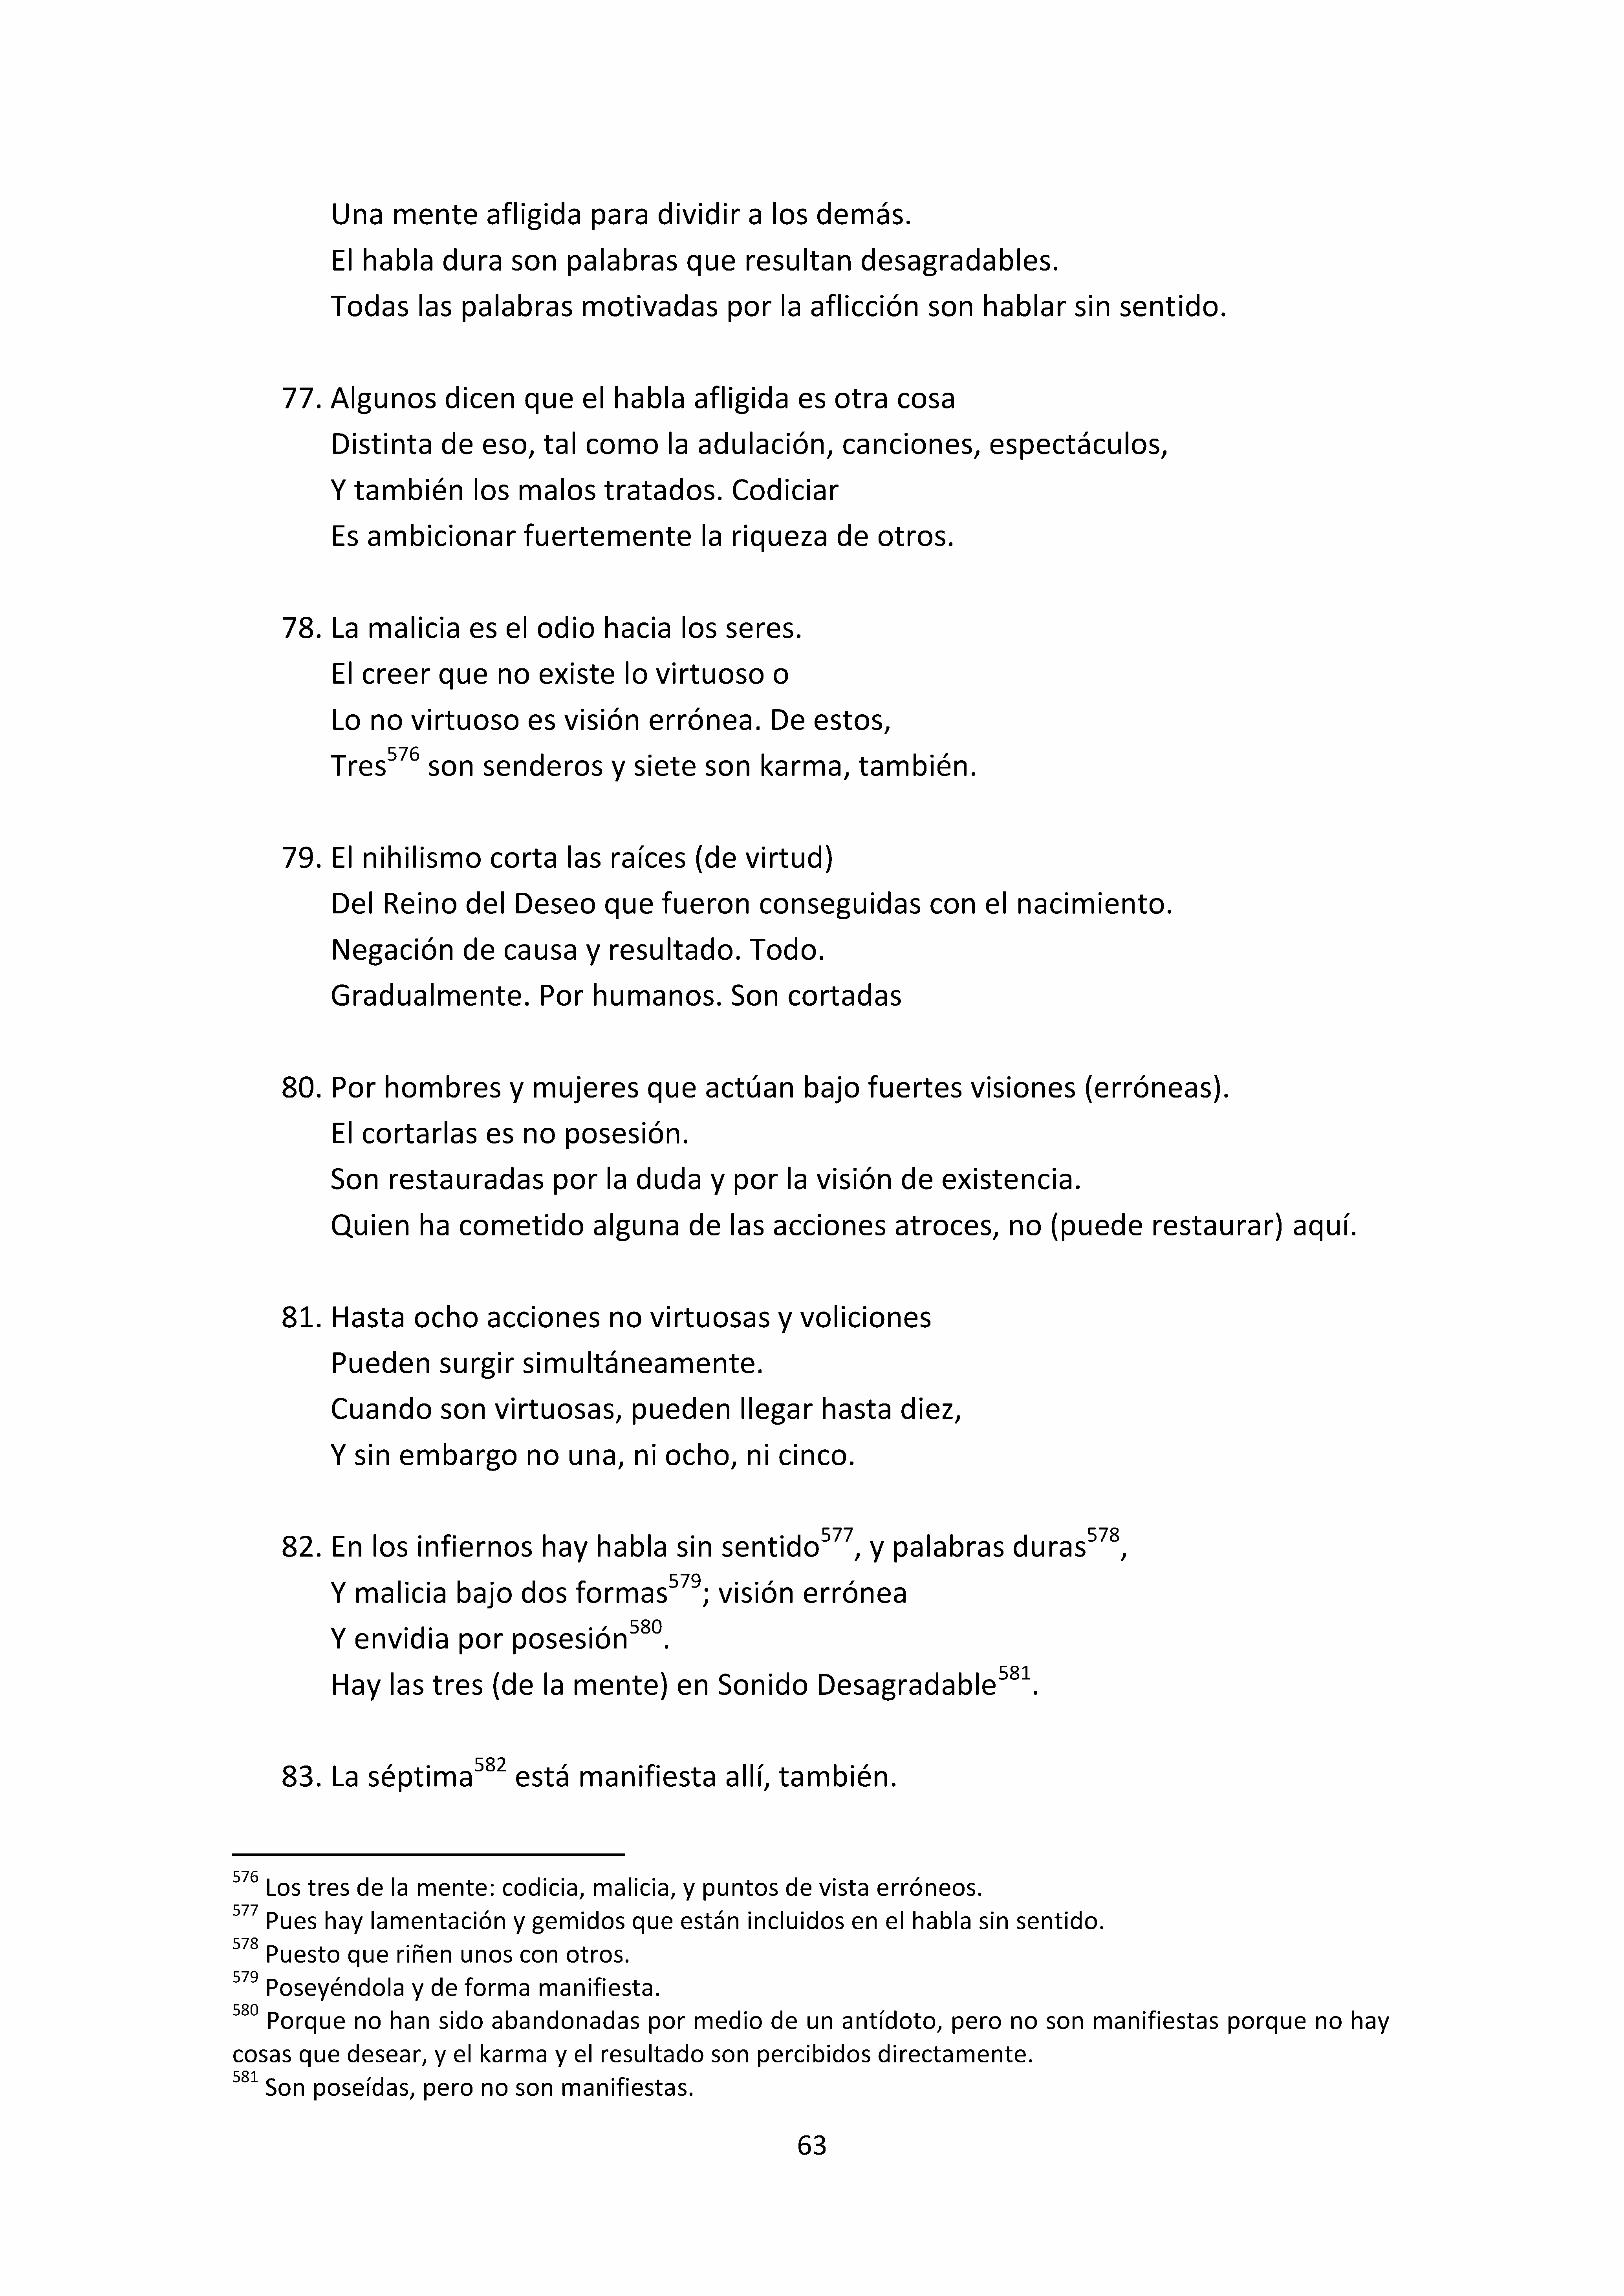 Una mente afligida para dividir a los demás.
El habla dura son palabras que resultan desagradables.
Todas las palabras motivadas por la aflicción son hablar sin sentido.
77. Algunos dicen que el habla afligida es otra cosa
Distinta de eso, tal como la adulación, canciones, espectáculos,
Y también los malos tratados. Codiciar
Es ambicionar fuertemente la riqueza de otros.
78. La malicia es el odio hacia los seres.
El creer que no existe lo virtuoso o
Lo no virtuoso es visión errónea. De estos,
Tres576 son senderos y siete son karma, también.
79. El nihilismo corta las raíces (de virtud)
Del Reino del Deseo que fueron conseguidas con el nacimiento.
Negación de causa y resultado. Todo.
Gradualmente. Por humanos. Son cortadas
80. Por hombres y mujeres que actúan bajo fuertes visiones (erróneas).
El cortarlas es no posesión.
Son restauradas por la duda y por la visión de existencia.
Quien ha cometido alguna de las acciones atroces, no (puede restaurar) aquí.
81. Hasta ocho acciones no virtuosas y voliciones
Pueden surgir simultáneamente.
Cuando son virtuosas, pueden llegar hasta diez,
Y sin embargo no una, ni ocho, ni cinco.
82. En los infiernos hay habla sin sentido577, y palabras duras578,
Y malicia bajo dos formas579; visión errónea
Y envidia por posesión580.
Hay las tres (de la mente) en Sonido Desagradable581.
83. La séptima582 está manifiesta allí, también.
576 Los tres de la mente: codicia, malicia, y puntos de vista erróneos.
577 Pues hay lamentación y gemidos que están incluidos en el habla sin sentido.
578 Puesto que riñen unos con otros.
579 Poseyéndola y de forma manifiesta.
580 Porque no han sido abandonadas por medio de un antídoto, pero no son manifiestas porque no hay
cosas que desear, y el karma y el resultado son percibidos directamente.
581 Son poseídas, pero no son manifiestas.
63